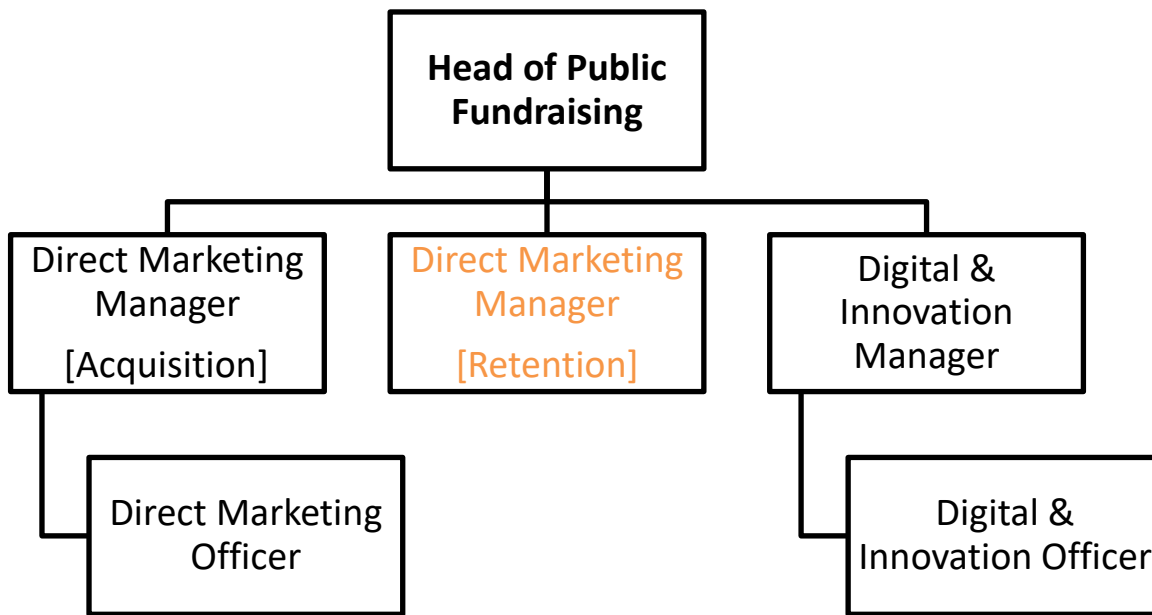 Head of Public
Fundraising
Direct Marketing
Manager
[Acquisition]
Direct Marketing
Manager
[Retention]
Digital &
Innovation
Manager
Direct Marketing
Officer
Digital &
Innovation Officer